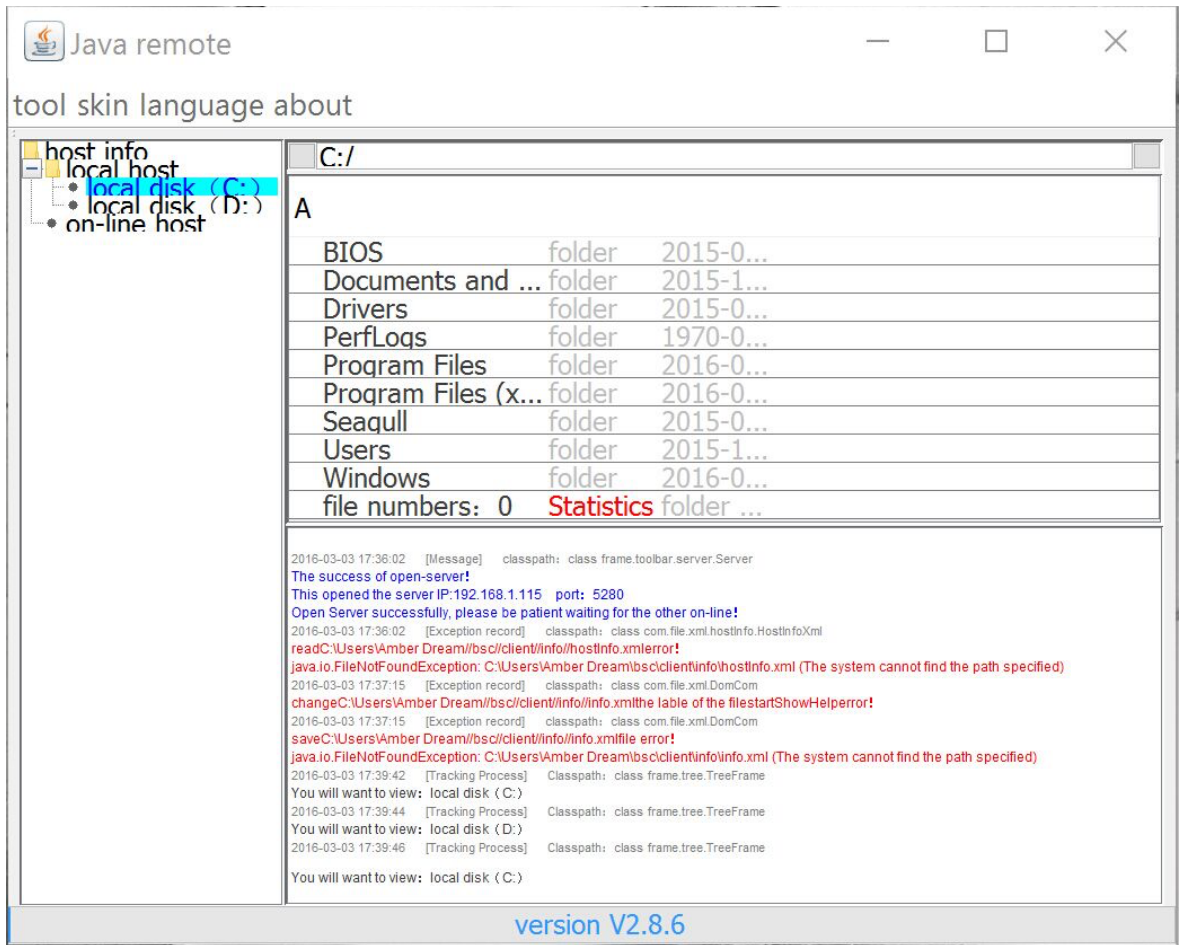 Java remote
tool skin language about
host info
local host
local disk（C:）
local disk（D:）
on-line host
C:/
A
BIOS folder 2015-0...
Documents and ... folder 2015-1...
Drivers folder 2015-0...
PerfLogs folder 1970-0...
Program Files folder 2016-0...
Program Files (x... folder 2016-0...
Seagull folder 2015-0...
Users folder 2015-1...
Windows folder 2016-0...
file numbers：0 Statistics folder ...
2016-03-03 17:36:02 [Message] classpath：class frame.toolbar.server.Server
The success of open-server！
This opened the server IP:192.168.1.115 port：5280
Open Server successfully, please be patient waiting for the other on-line！
2016-03-03 17:36:02 [Exception record] classpath：class com.file.xml.hostInfo.HostInfoXml
readC:\Users\Amber Dream//bsc//client//info//hostInfo.xmlerror！
java.io.FileNotFoundException: C:\Users\Amber Dream\bsc\client\info\hostInfo.xml (The system cannot find the path specified)
2016-03-03 17:37:15 [Exception record] classpath：class com.file.xml.DomCom
changeC:\Users\Amber Dream//bsc//client//info//info.xmlthe lable of the filestartShowHelperror！
2016-03-03 17:37:15 [Exception record] classpath：class com.file.xml.DomCom
saveC:\Users\Amber Dream//bsc//client//info//info.xmlfile error！
java.io.FileNotFoundException: C:\Users\Amber Dream\bsc\client\info\info.xml (The system cannot find the path specified)
2016-03-03 17:39:42 [Tracking Process] Classpath：class frame.tree.TreeFrame
You will want to view：local disk（C:）
2016-03-03 17:39:44 [Tracking Process] Classpath：class frame.tree.TreeFrame
You will want to view：local disk（D:）
2016-03-03 17:39:46 [Tracking Process] Classpath：class frame.tree.TreeFrame
You will want to view：local disk（C:）
version V2.8.6